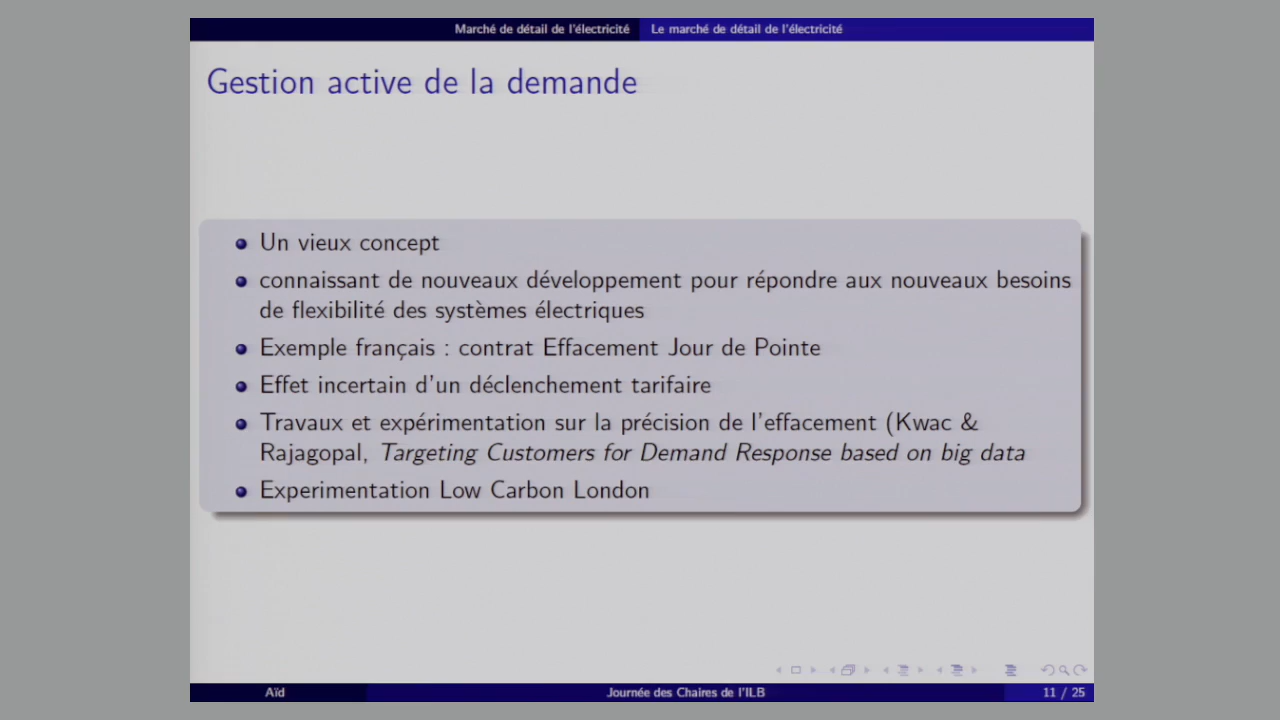 Marché de détail de l'électricité Le marché de détail de l'électricité
Gestion active de la demande
Un vieux concept
connaissant de nouveaux développement pour répondre aux nouveaux besoins
de flexibilité des systèmes électriques
Exemple français : contrat Effacement Jour de Pointe
Effet incertain d'un déclenchement tarifaire
Travaux et expérimentation sur la précision de l'effacement (Kwac &
Rajagopal, Targeting Customers for Demand Response based on big data
Experimentation Low Carbon London
Aïd Journée des Chaires de l'ILB 11 / 25